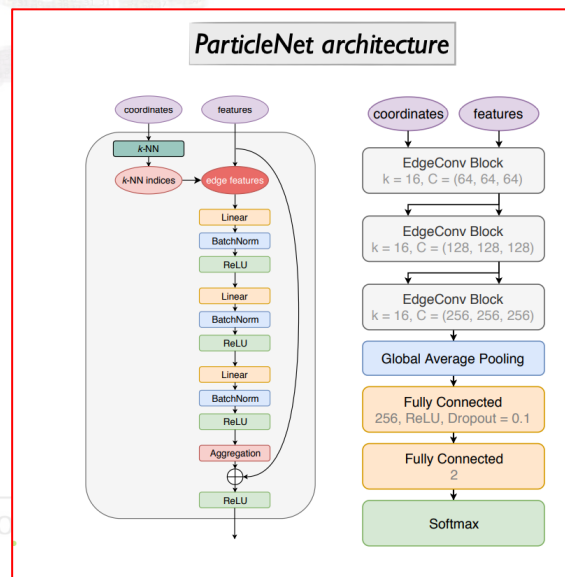 ParticleNet architecture
coordinates
features
k-NN
k-NN indices
edge features
Linear
BatchNorm
ReLU
Linear
BatchNorm
ReLU
Linear
BatchNorm
ReLU
Aggregation
ReLU
coordinates
features
EdgeConv Block
k = 16, C = (64, 64, 64)
EdgeConv Block
k = 16, C = (128, 128, 128)
EdgeConv Block
k = 16, C = (256, 256, 256)
Global Average Pooling
Fully Connected
256, ReLU, Dropout = 0.1
Fully Connected
2
Softmax